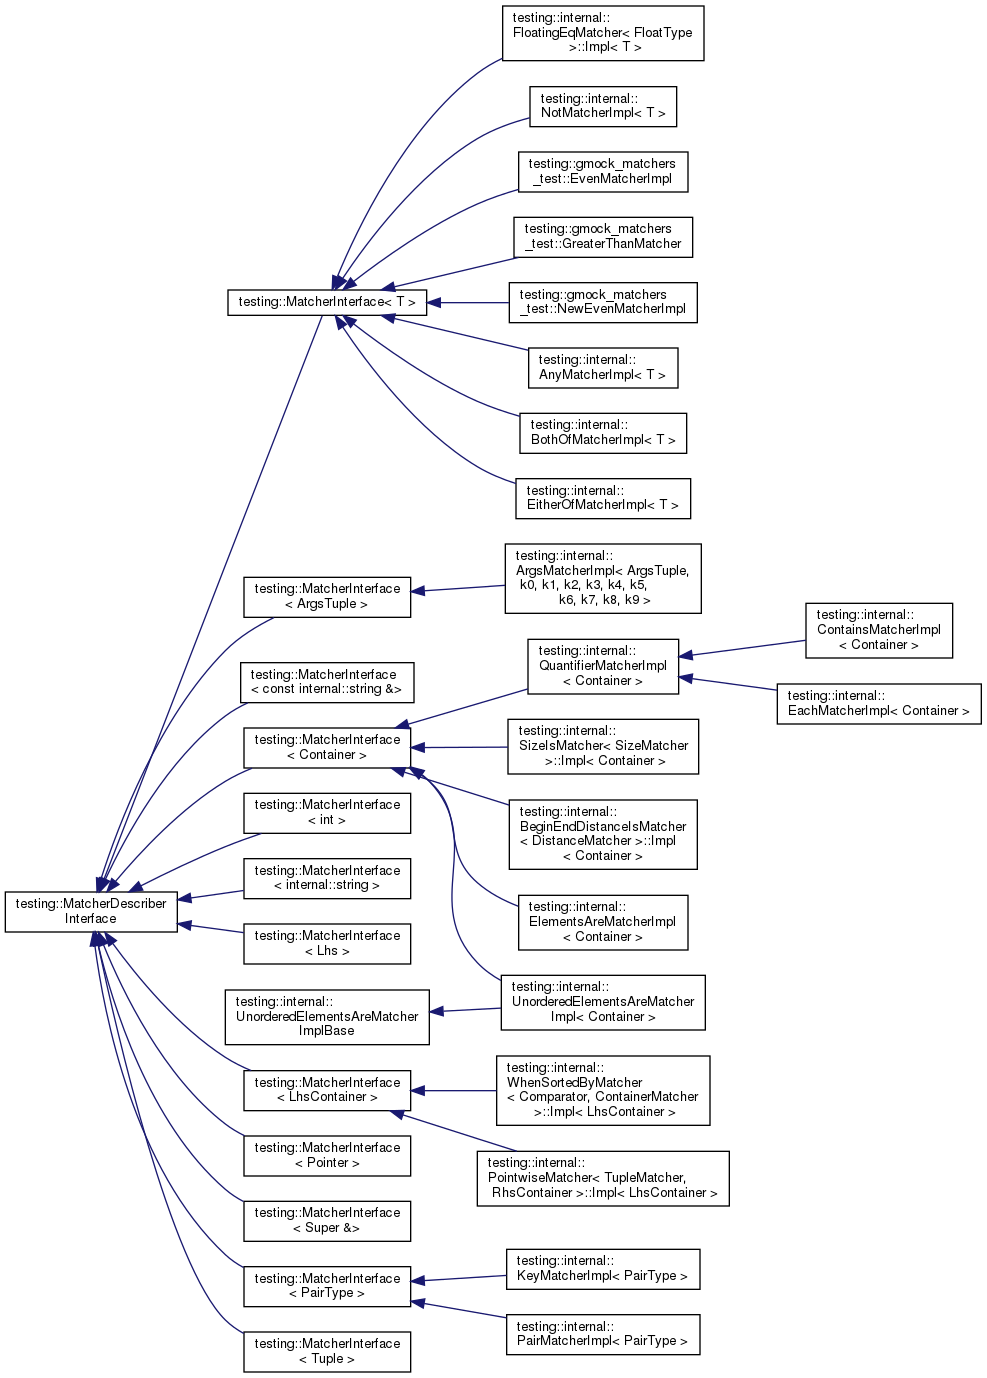 testing::internal::
FloatingEqMatcher< FloatType
>::Impl< T >
testing::internal::
NotMatcherImpl< T >
testing::gmock_matchers
_test::EvenMatcherImpl
testing::gmock_matchers
_test::GreaterThanMatcher
testing::MatcherInterface< T >
testing::gmock_matchers
_test::NewEvenMatcherImpl
testing::internal::
AnyMatcherImpl< T >
testing::internal::
BothOfMatcherImpl< T >
testing::internal::
EitherOfMatcherImpl< T >
testing::MatcherInterface
< ArgsTuple >
testing::internal::
ArgsMatcherImpl< ArgsTuple,
k0, k1, k2, k3, k4, k5,
k6, k7, k8, k9 >
testing::MatcherInterface
< const internal::string &>
testing::internal::
QuantifierMatcherImpl
< Container >
testing::internal::
ContainsMatcherImpl
< Container >
testing::internal::
EachMatcherImpl< Container >
testing::MatcherInterface
< Container >
testing::internal::
SizeIsMatcher< SizeMatcher
>::Impl< Container >
testing::MatcherInterface
< int >
testing::internal::
BeginEndDistanceIsMatcher
< DistanceMatcher >::Impl
< Container >
testing::MatcherInterface
< internal::string >
testing::MatcherDescriber
Interface
testing::internal::
ElementsAreMatcherImpl
< Container >
testing::MatcherInterface
< Lhs >
testing::internal::
UnorderedElementsAreMatcher
ImplBase
testing::internal::
UnorderedElementsAreMatcher
Impl< Container >
testing::MatcherInterface
< LhsContainer >
testing::internal::
WhenSortedByMatcher
< Comparator, ContainerMatcher
>::Impl< LhsContainer >
testing::MatcherInterface
< Pointer >
testing::internal::
PointwiseMatcher< TupleMatcher,
RhsContainer >::Impl< LhsContainer >
testing::MatcherInterface
< Super &>
testing::MatcherInterface
< PairType >
testing::internal::
KeyMatcherImpl< PairType >
testing::internal::
PairMatcherImpl< PairType >
testing::MatcherInterface
< Tuple >